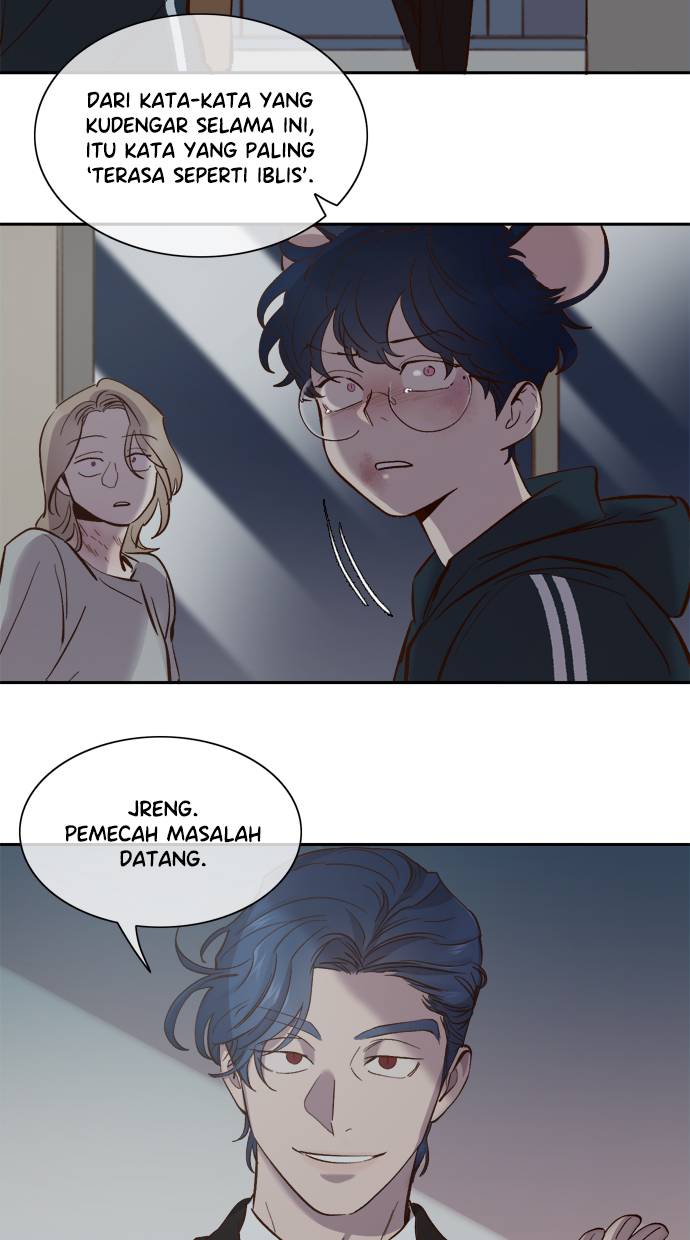 DARI KATA-KATA YANG
KUDENGAR SELAMA INI,
ITU KATA YANG PALING
‘TERASA SEPERTI IBLIS’.
JRENG.
PEMECAH MASALAH
DATANG.